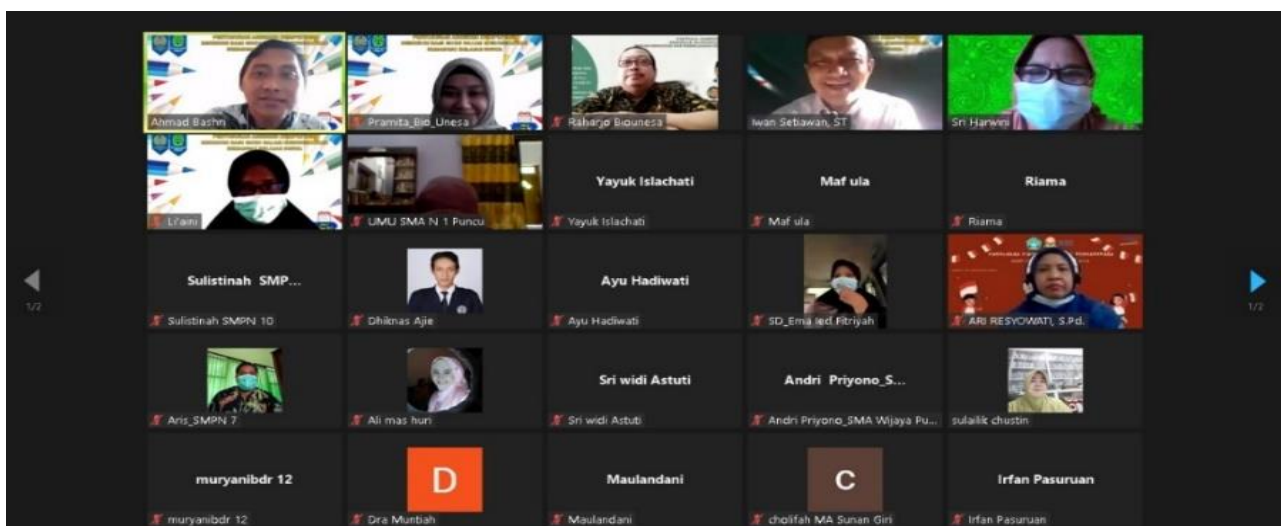 Ahmad Bashri
Pramita_Bio_Unesa
Raharjo Biounesa
Iwan Setiawan, ST
Sri Harwini
Li'aini
UMU SMA N 1 Puncu
Yayuk Islachati
Yayuk Islachati
Maf ula
Maf ula
Riama
Riama
1/2
Sulistinah SMP...
Sulistinah SMPN 10
Dhiknas Ajie
Ayu Hadiwati
Ayu Hadiwati
SD_Ema Ied Fitriyah
ARI RESYOWATI, S.Pd.
1/2
Aris_SMPN 7
Ali mas huri
Sri widi Astuti
Sri widi Astuti
Andri Priyono_S...
Andri Priyono_SMA Wijaya Pu...
sulailik chustin
muryanibdr 12
muryanibdr 12
D
Dra Muntiah
Maulandani
Maulandani
C
cholifah MA Sunan Giri
Irfan Pasuruan
Irfan Pasuruan